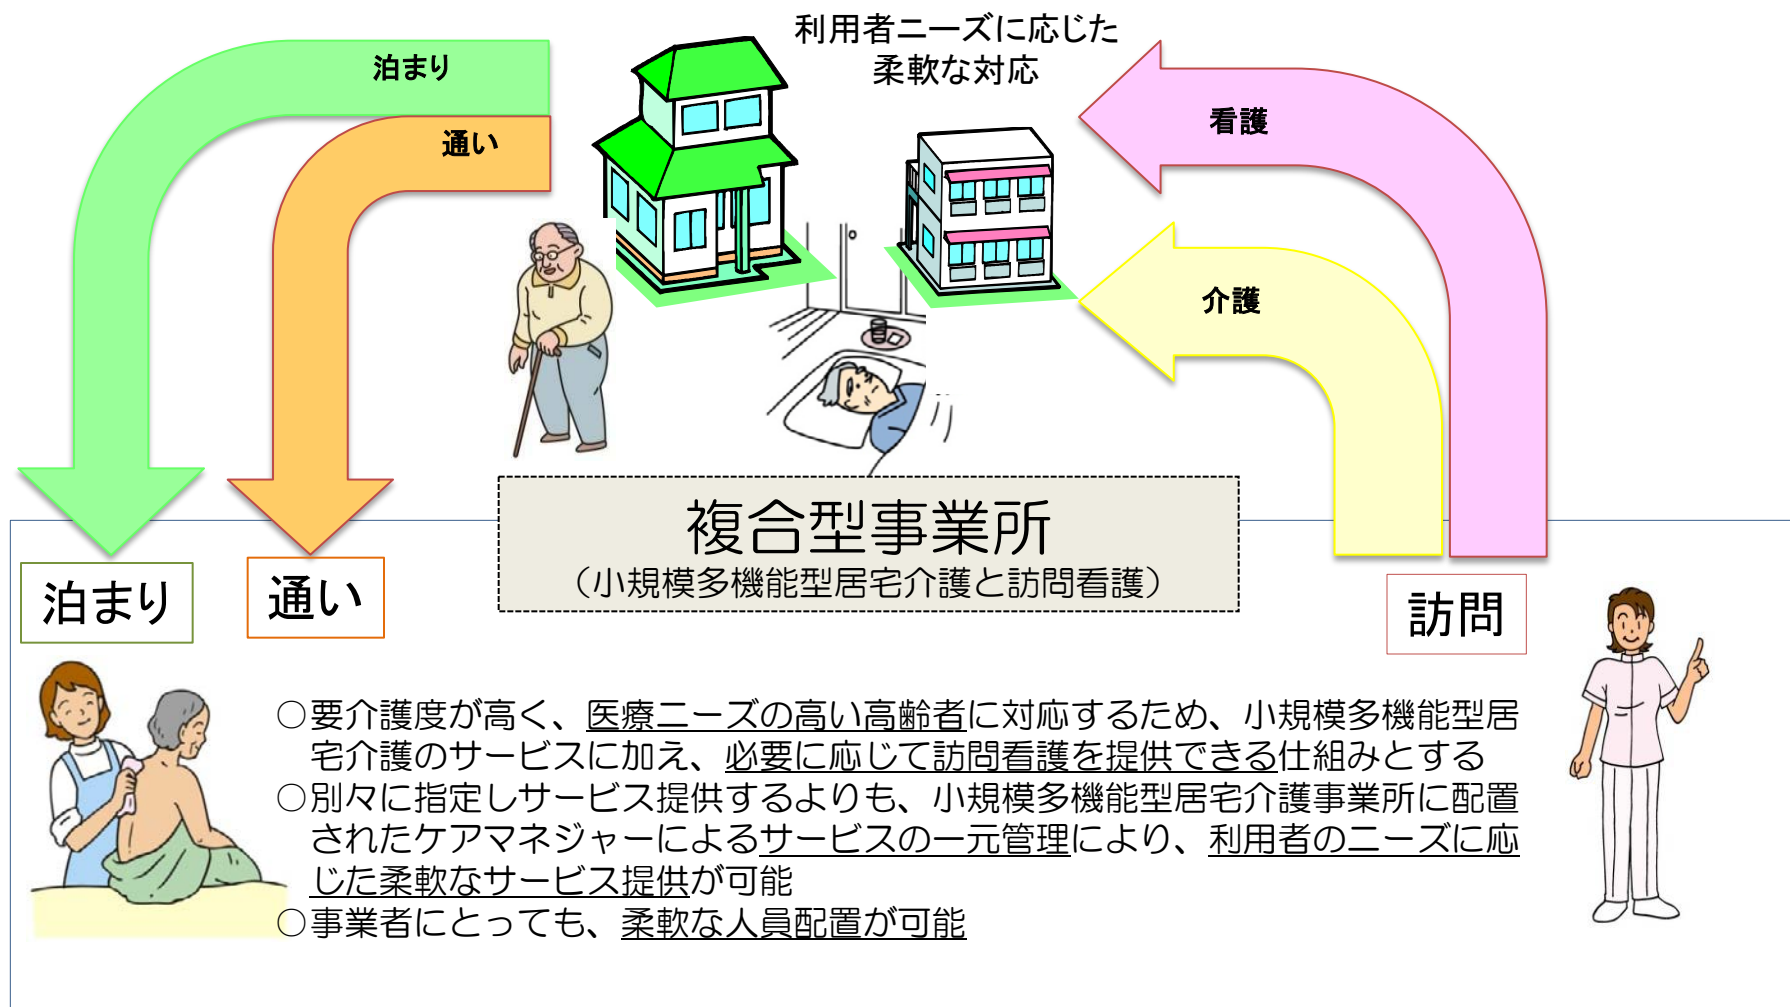 利用者ニーズに応じた
柔軟な対応
泊まり
通い
看護
介護
複合型事業所
（小規模多機能型居宅介護と訪問看護）
泊まり
通い
訪問
○要介護度が高く、医療ニーズの高い高齢者に対応するため、小規模多機能型居
宅介護のサービスに加え、必要に応じて訪問看護を提供できる仕組みとする
○別々に指定しサービス提供するよりも、小規模多機能型居宅介護事業所に配置
されたケアマネジャーによるサービスの一元管理により、利用者のニーズに応
じた柔軟なサービス提供が可能
○事業者にとっても、柔軟な人員配置が可能